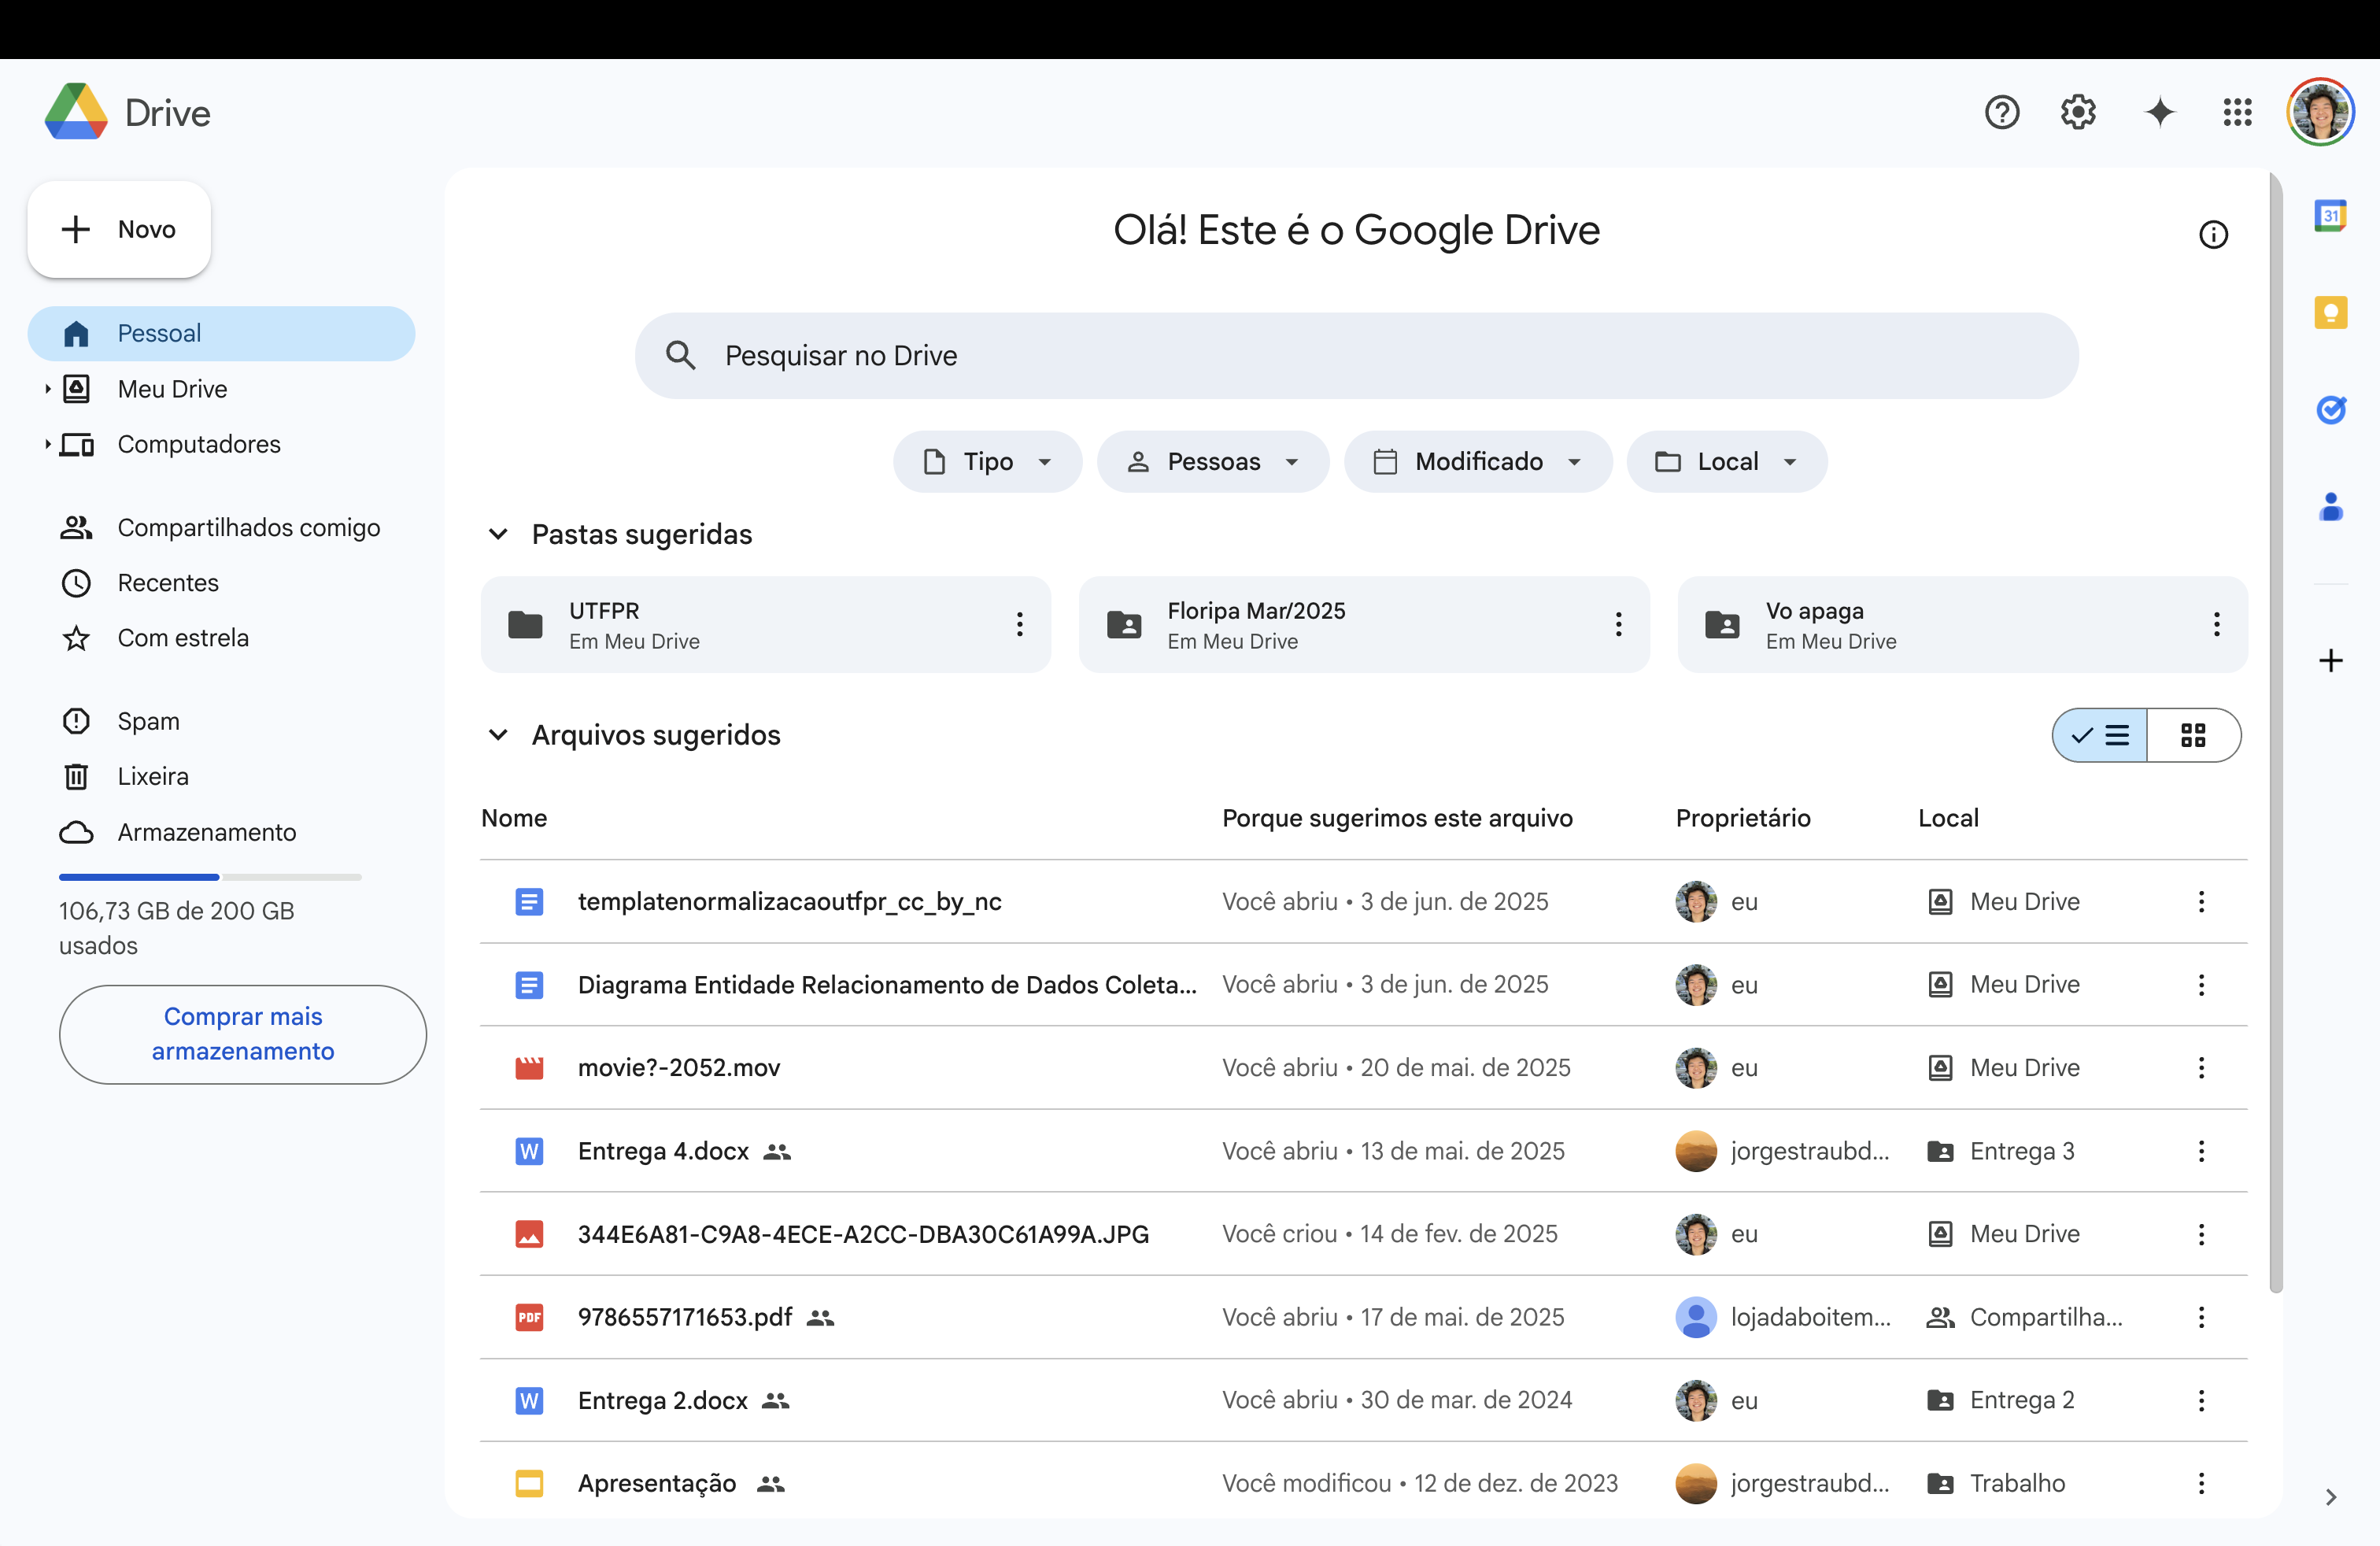 Drive
Novo
Pessoal
Meu Drive
Computadores
Compartilhados comigo
Recentes
Com estrela
Spam
Lixeira
Armazenamento
106,73 GB de 200 GB
usados
Comprar mais
armazenamento
Olá! Este é o Google Drive
Pesquisar no Drive
Tipo Pessoas Modificado Local
Pastas sugeridas
UTFPR
Em Meu Drive
Floripa Mar/2025
Em Meu Drive
Vo apaga
Em Meu Drive
Arquivos sugeridos
Nome Porque sugerimos este arquivo Proprietário Local
templatenormalizacaoutfpr_cc_by_nc Você abriu • 3 de jun. de 2025 eu Meu Drive
Diagrama Entidade Relacionamento de Dados Coleta... Você abriu • 3 de jun. de 2025 eu Meu Drive
movie?-2052.mov Você abriu • 20 de mai. de 2025 eu Meu Drive
W Entrega 4.docx Você abriu • 13 de mai. de 2025 jorgestraubd... Entrega 3
344E6A81-C9A8-4ECE-A2CC-DBA30C61A99A.JPG Você criou • 14 de fev. de 2025 eu Meu Drive
PDF 9786557171653.pdf Você abriu • 17 de mai. de 2025 lojadaboitem... Compartilha...
W Entrega 2.docx Você abriu • 30 de mar. de 2024 eu Entrega 2
Apresentação Você modificou • 12 de dez. de 2023 jorgestraubd... Trabalho
31